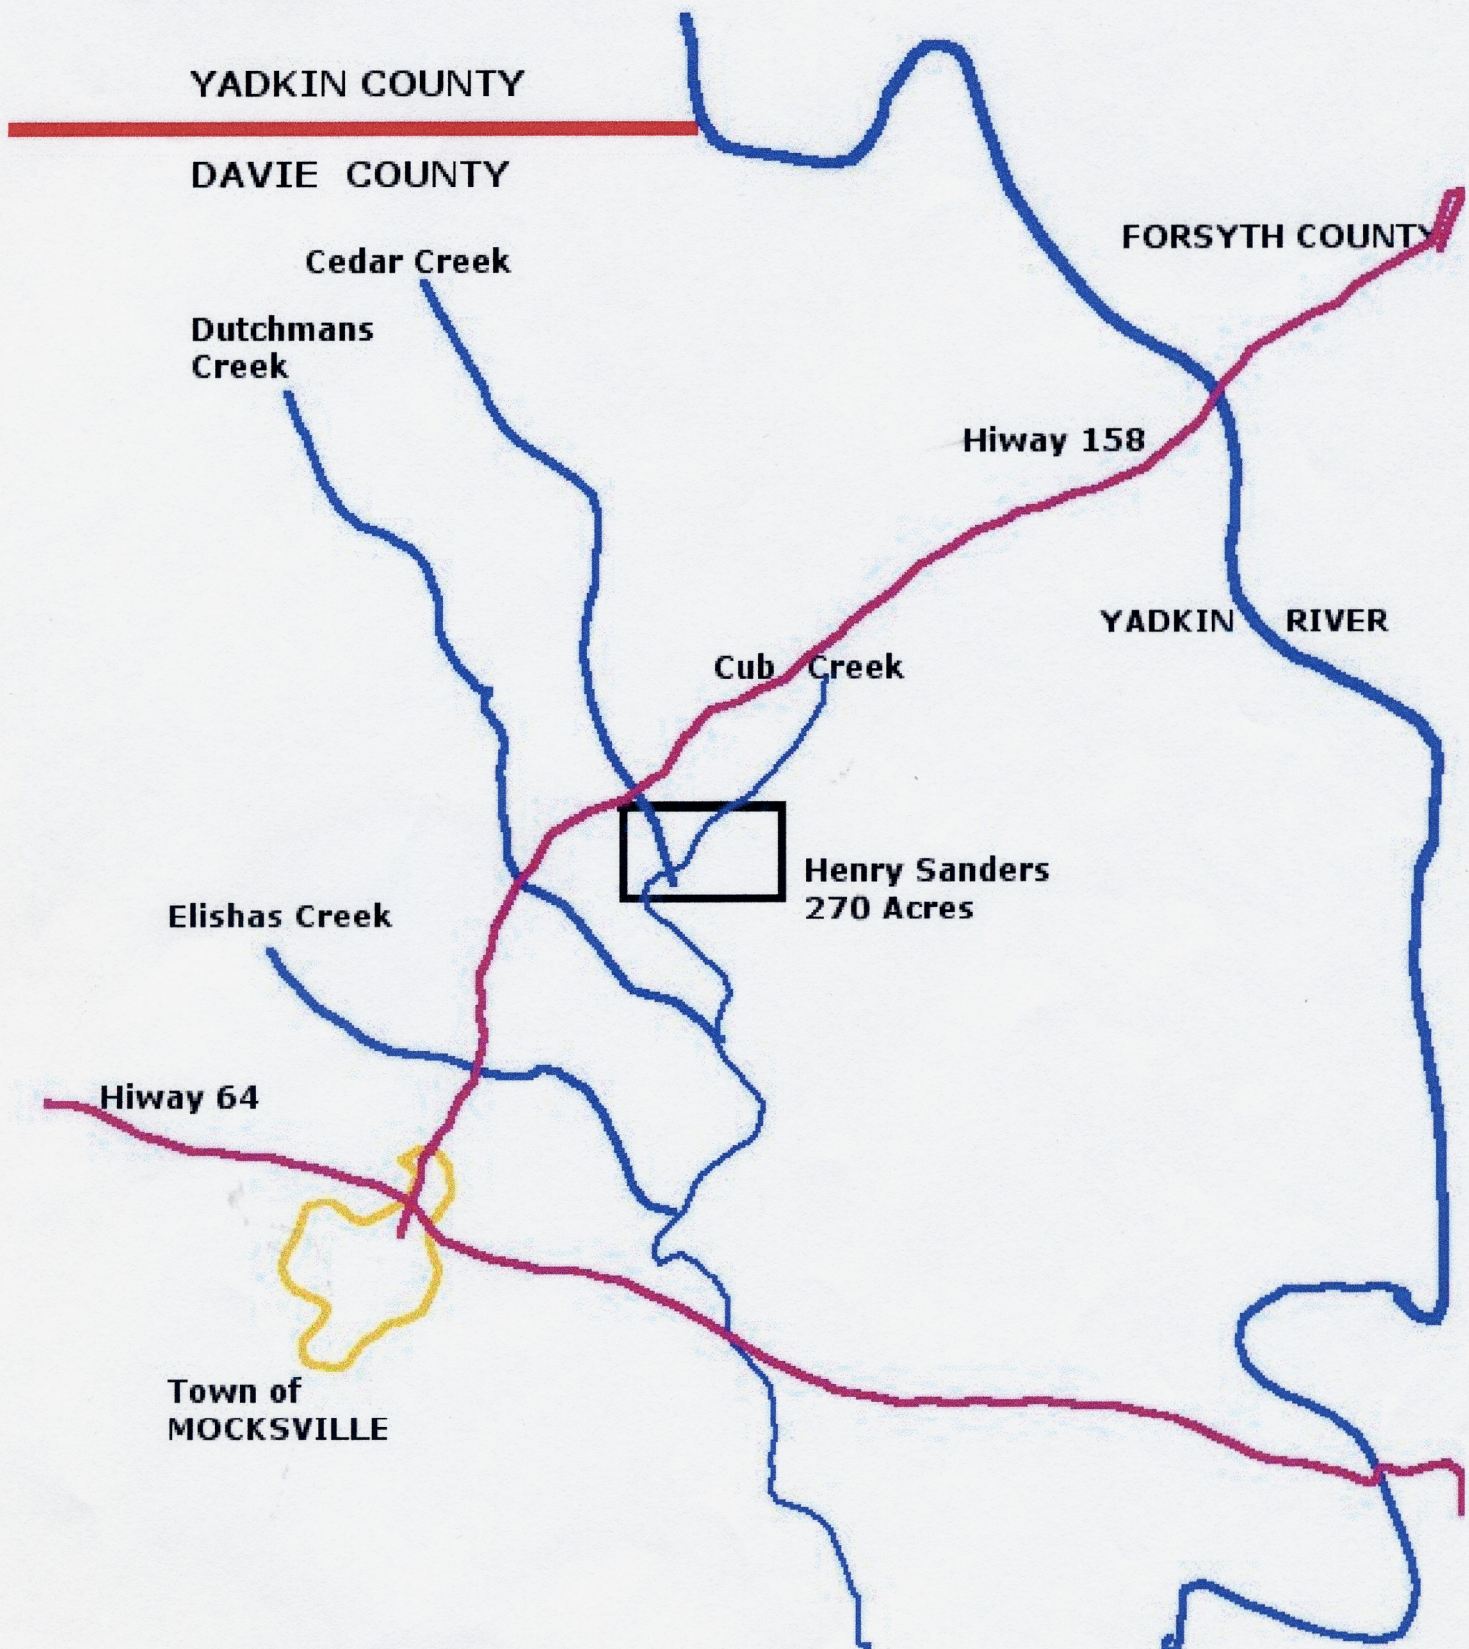 YADKIN COUNTY
DAVIE COUNTY
FORSYTH COUNTY
Cedar Creek
Dutchmans
Creek
Hiway 158
YADKIN RIVER
Cub Creek
Henry Sanders
270 Acres
Elishas Creek
Hiway 64
Town of
MOCKSVILLE